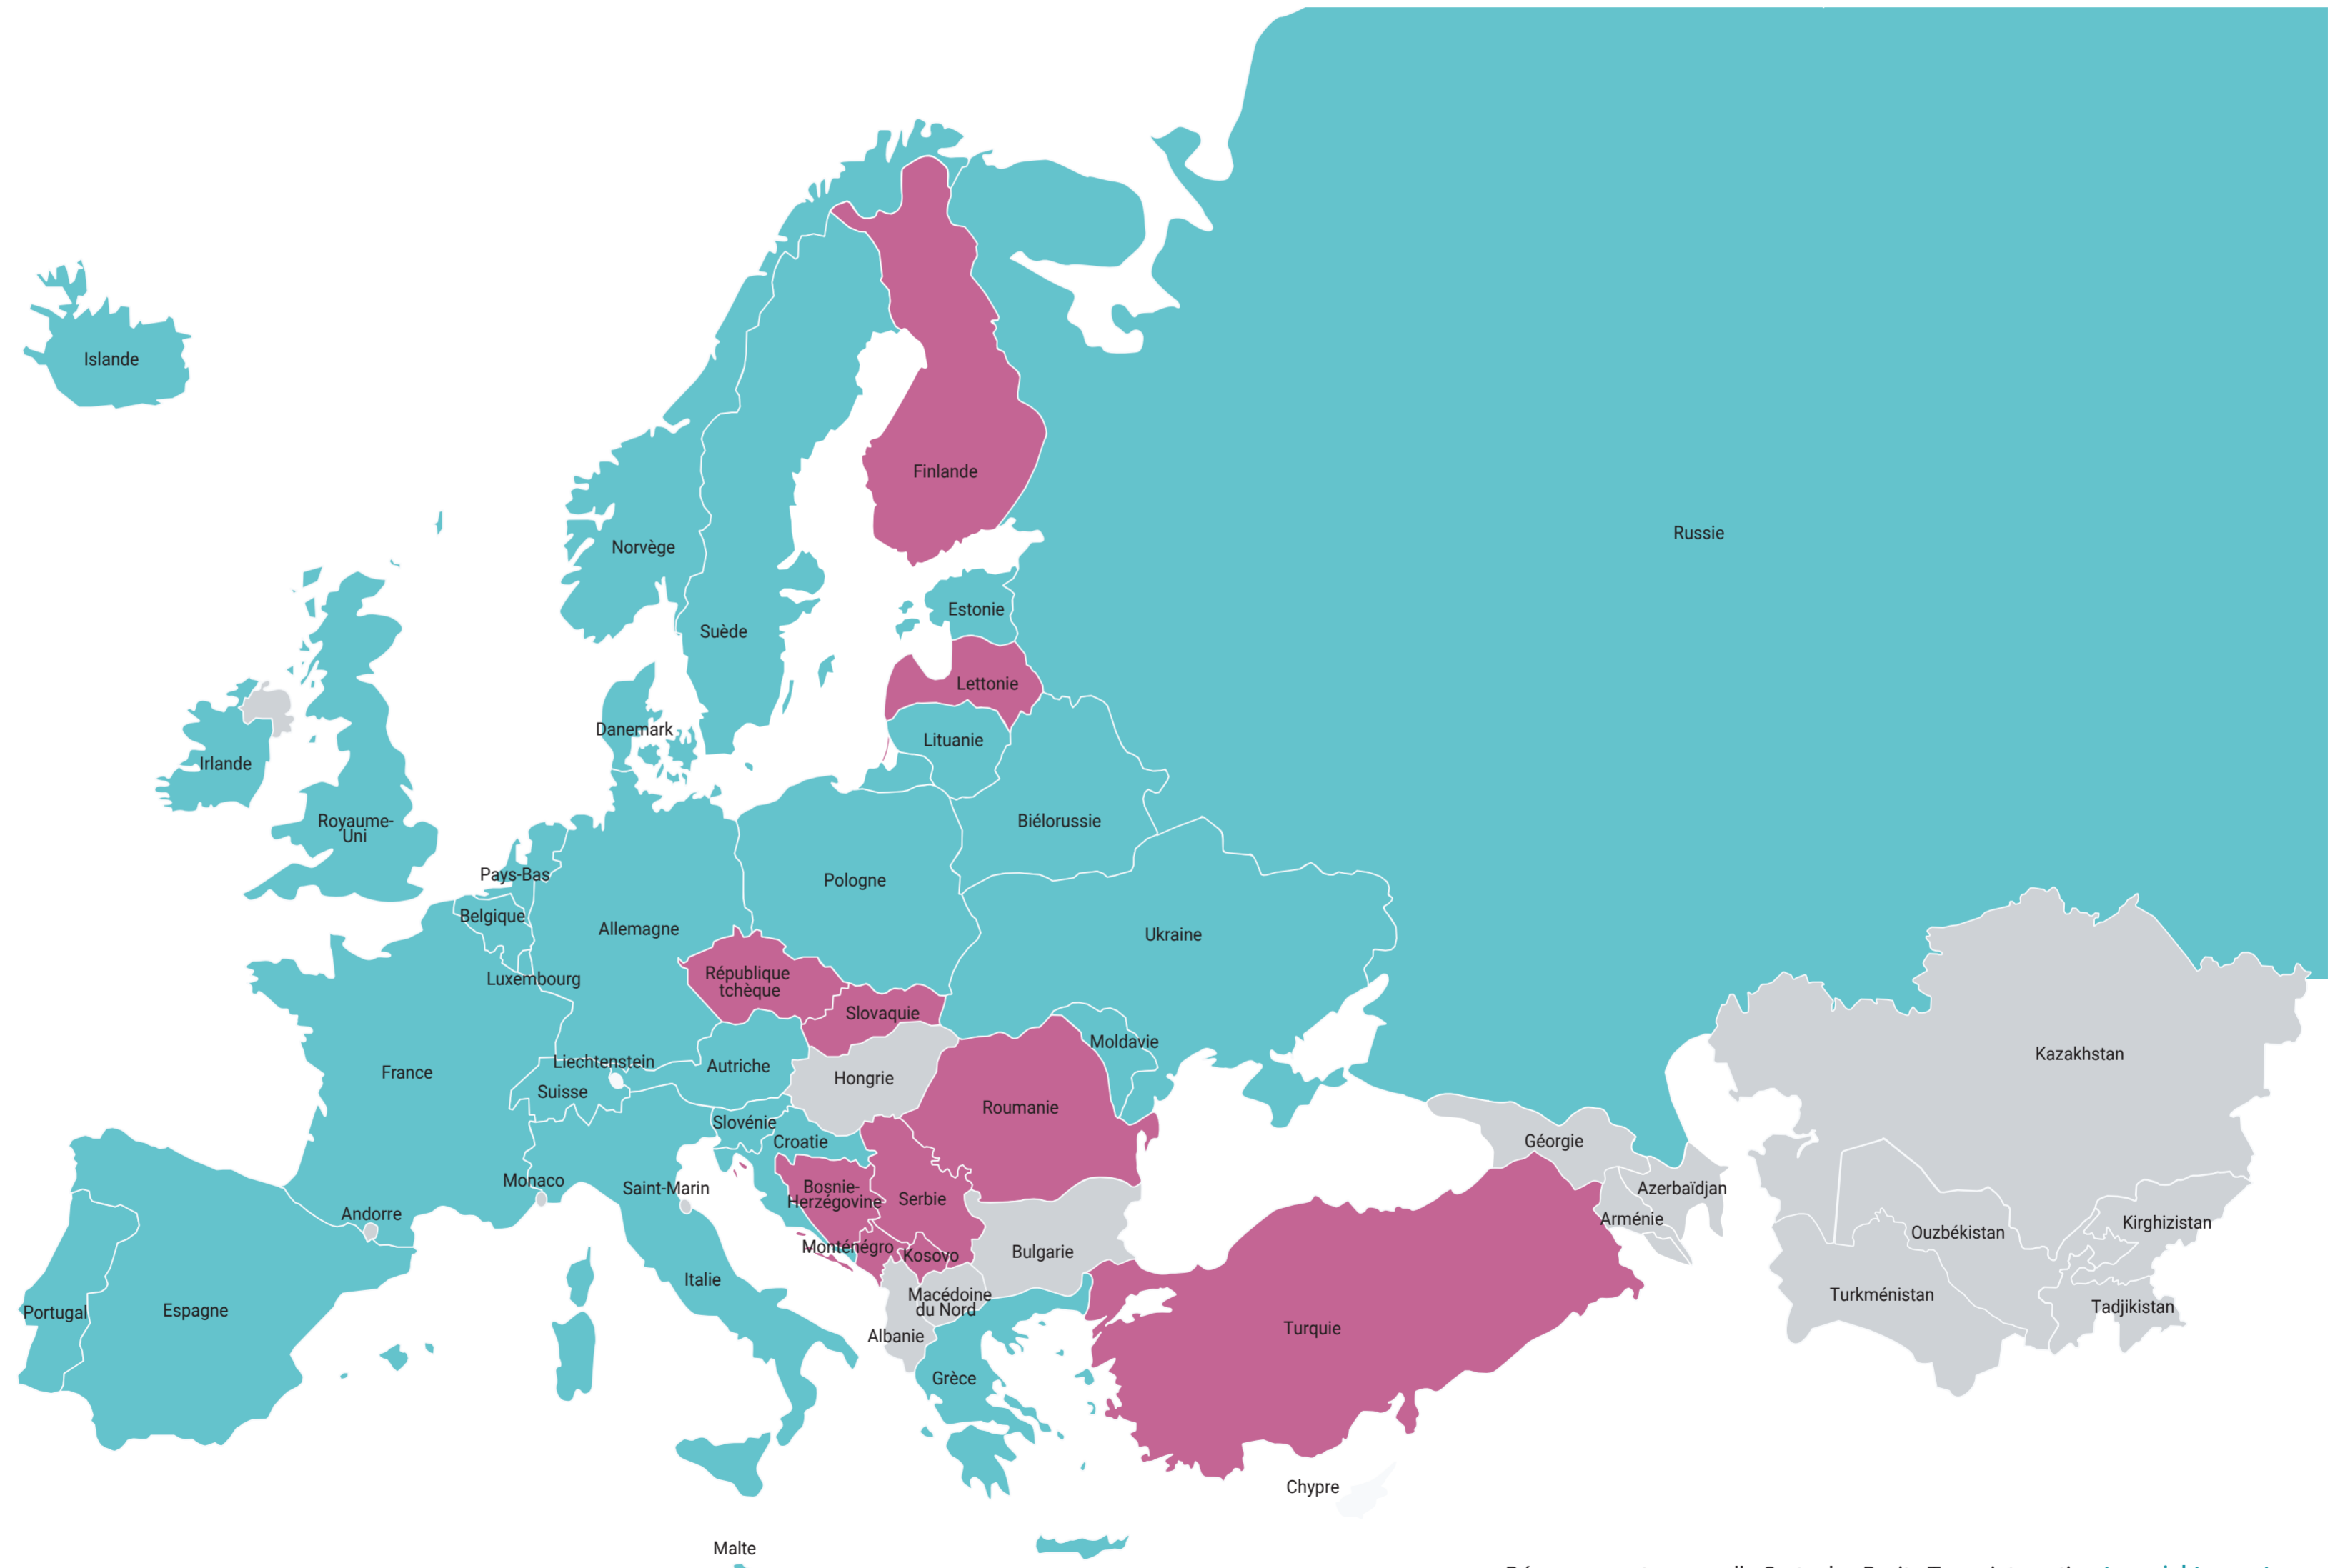 Islande
Finlande
Russie
Norvège
Estonie
Suède
Lettonie
Danemark
Lituanie
Irlande
Royaume-
Uni
Biélorussie
Pays-Bas
Pologne
Belgique
Allemagne
Ukraine
République
tchèque
Luxembourg
Slovaquie
Moldavie
Kazakhstan
Liechtenstein
Autriche
France
Hongrie
Suisse
Roumanie
Slovénie
Croatie
Géorgie
Monaco
Saint-Marin
Bosnie-
Herzégovine
Serbie
Azerbaïdjan
Andorre
Arménie
Kirghizistan
Ouzbékistan
Monténégro
Kosovo
Bulgarie
Italie
Macédoine
du Nord
Turkménistan
Tadjikistan
Portugal
Espagne
Albanie
Turquie
Grèce
Chypre
Malte